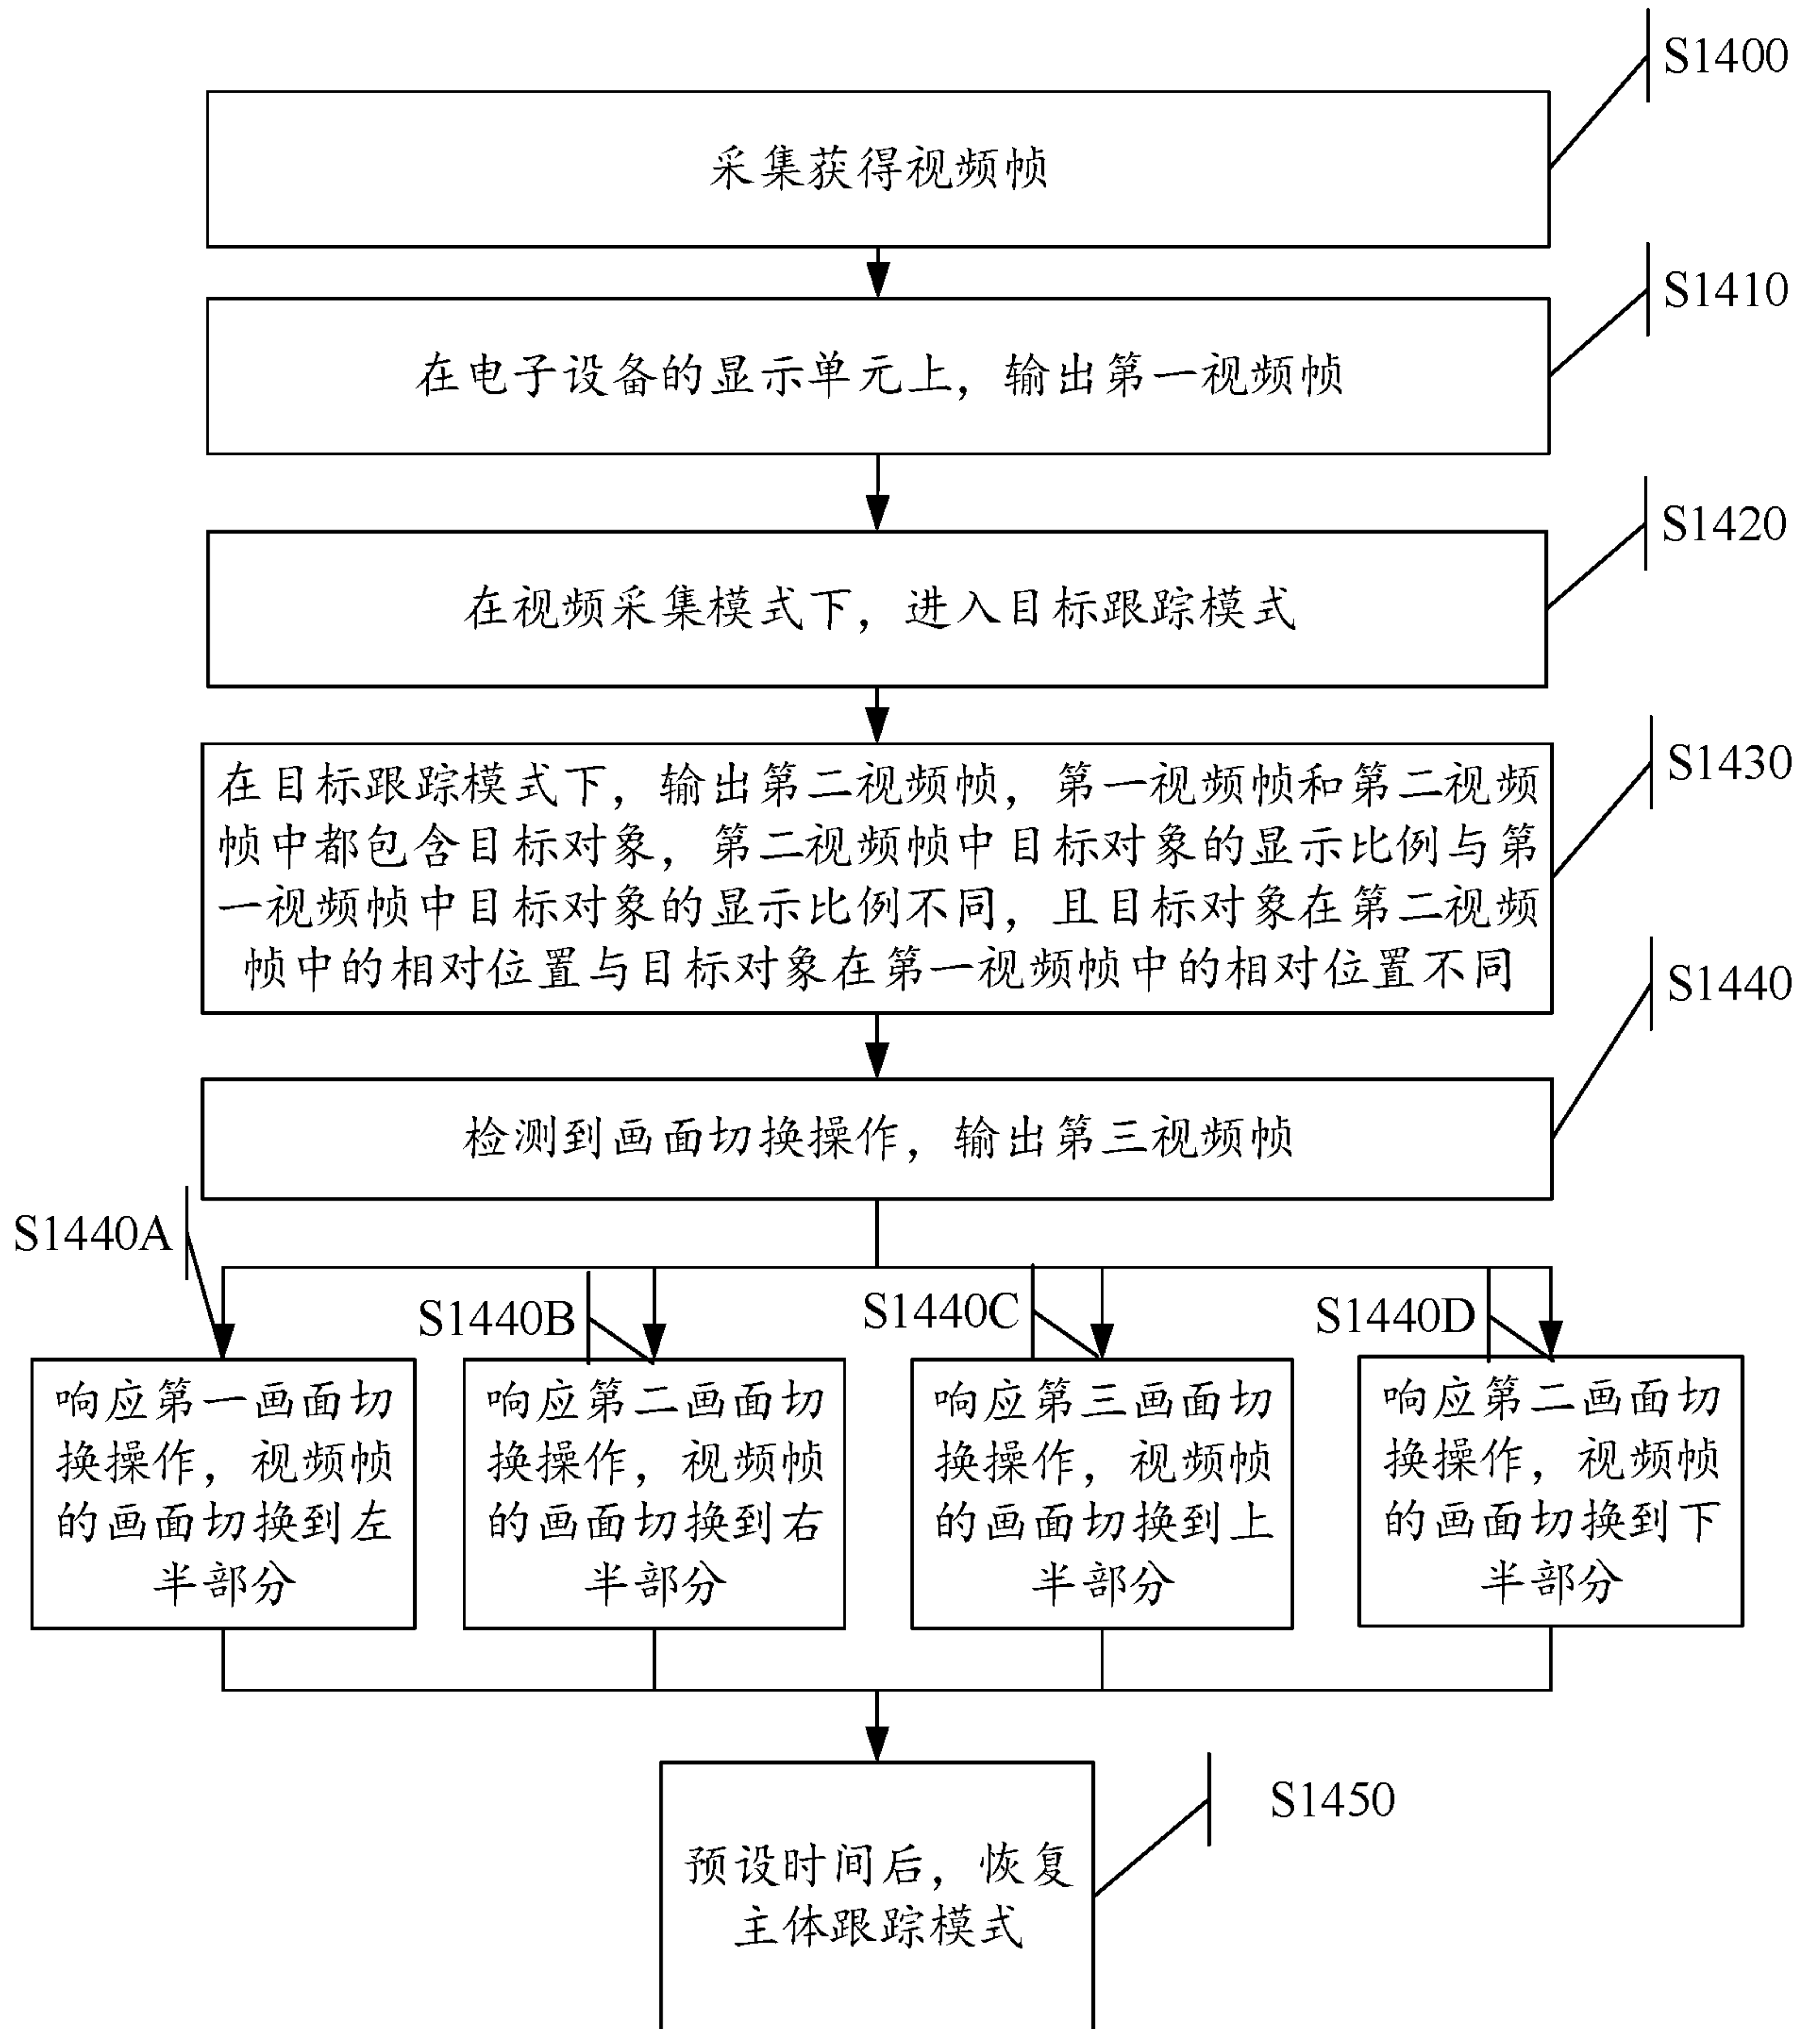 S1400
采集获得视频帧
S1410
在电子设备的显示单元上，输出第一视频帧
S1420
在视频采集模式下，进入目标跟踪模式
S1430
在目标跟踪模式下，输出第二视频帧，第一视频帧和第二视频
帧中都包含目标对象，第二视频帧中目标对象的显示比例与第
一视频帧中目标对象的显示比例不同，且目标对象在第二视频
帧中的相对位置与目标对象在第一视频帧中的相对位置不同
S1440
检测到画面切换操作，输出第三视频帧
S1440A
响应第一画面切
换操作，视频帧
的画面切换到左
半部分
S1440B
响应第二画面切
换操作，视频帧
的画面切换到右
半部分
S1440C
响应第三画面切
换操作，视频帧
的画面切换到上
半部分
S1440D
响应第二画面切
换操作，视频帧
的画面切换到下
半部分
S1450
预设时间后，恢复
主体跟踪模式